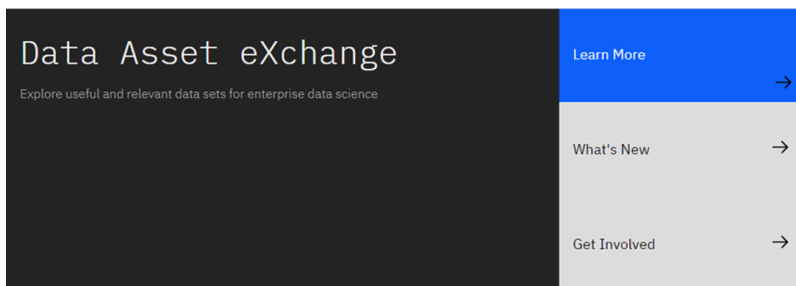 Data Asset eXchange
Explore useful and relevant data sets for enterprise data science
Learn More
What's New
Get Involved